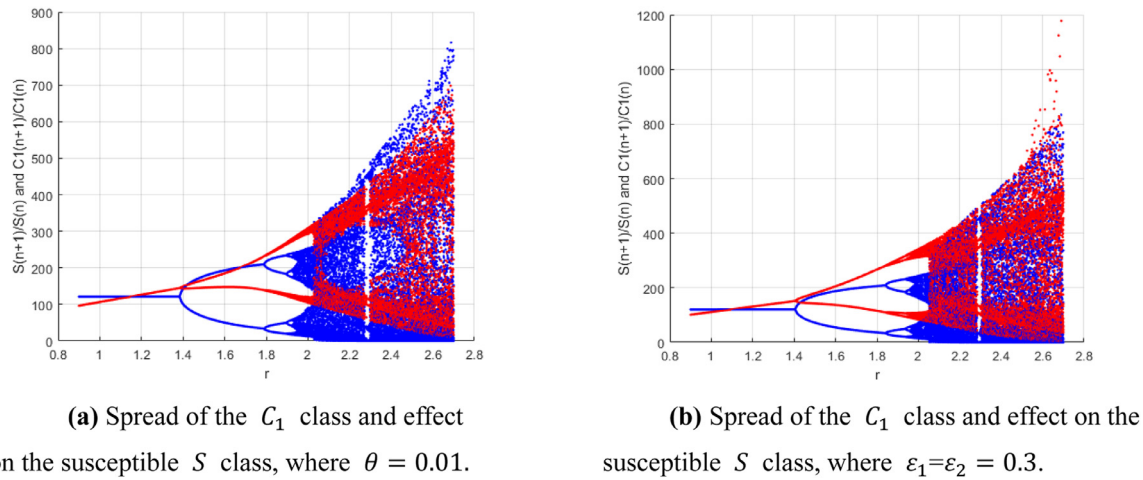 900
800
700
600
500
400
300
200
100
0
S(n+1)/S(n) and C1(n+1)/C1(n)
0.8 1 1.2 1.4 1.6 1.8 2 2.2 2.4 2.6 2.8
r
1200
1000
800
600
400
200
0
S(n+1)/S(n) and C1(n+1)/C1(n)
0.8 1 1.2 1.4 1.6 1.8 2 2.2 2.4 2.6 2.8
r
(a) Spread of the C₁ class and effect
on the susceptible S class, where θ = 0.01.
(b) Spread of the C₁ class and effect on the
susceptible S class, where ε₁=ε₂ = 0.3.